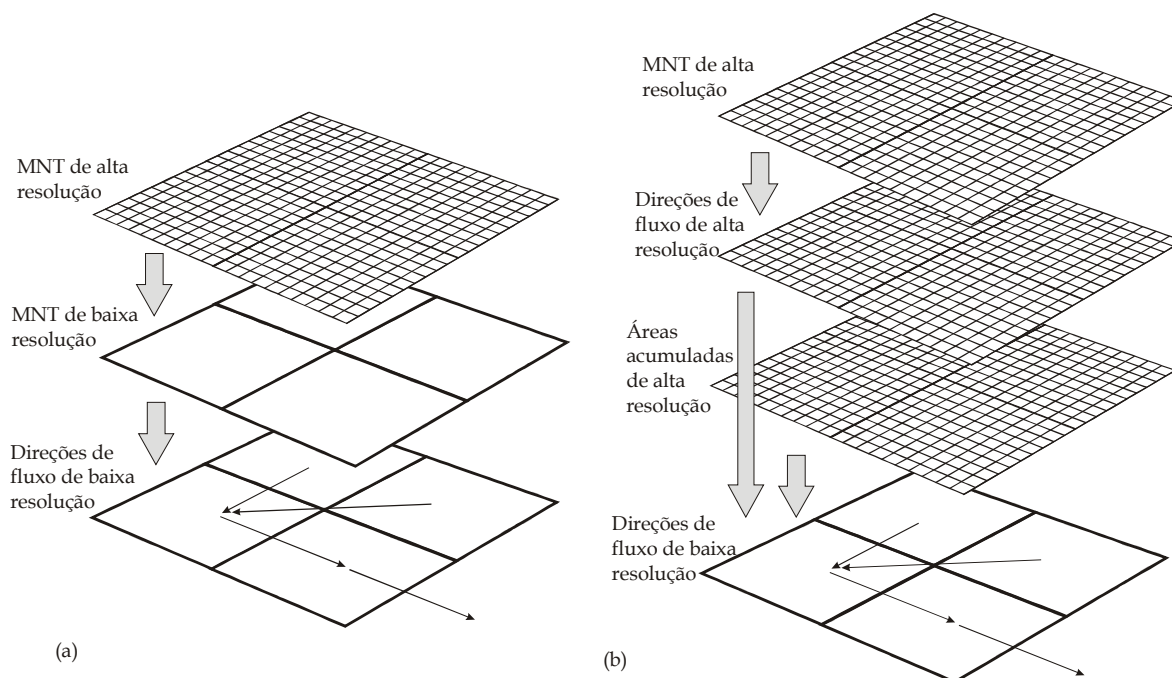 MNT de alta
resolução
MNT de baixa
resolução
Direções de
fluxo de baixa
resolução
(a)
MNT de alta
resolução
Direções de
fluxo de alta
resolução
Áreas
acumuladas
de alta
resolução
Direções de
fluxo de baixa
resolução
(b)